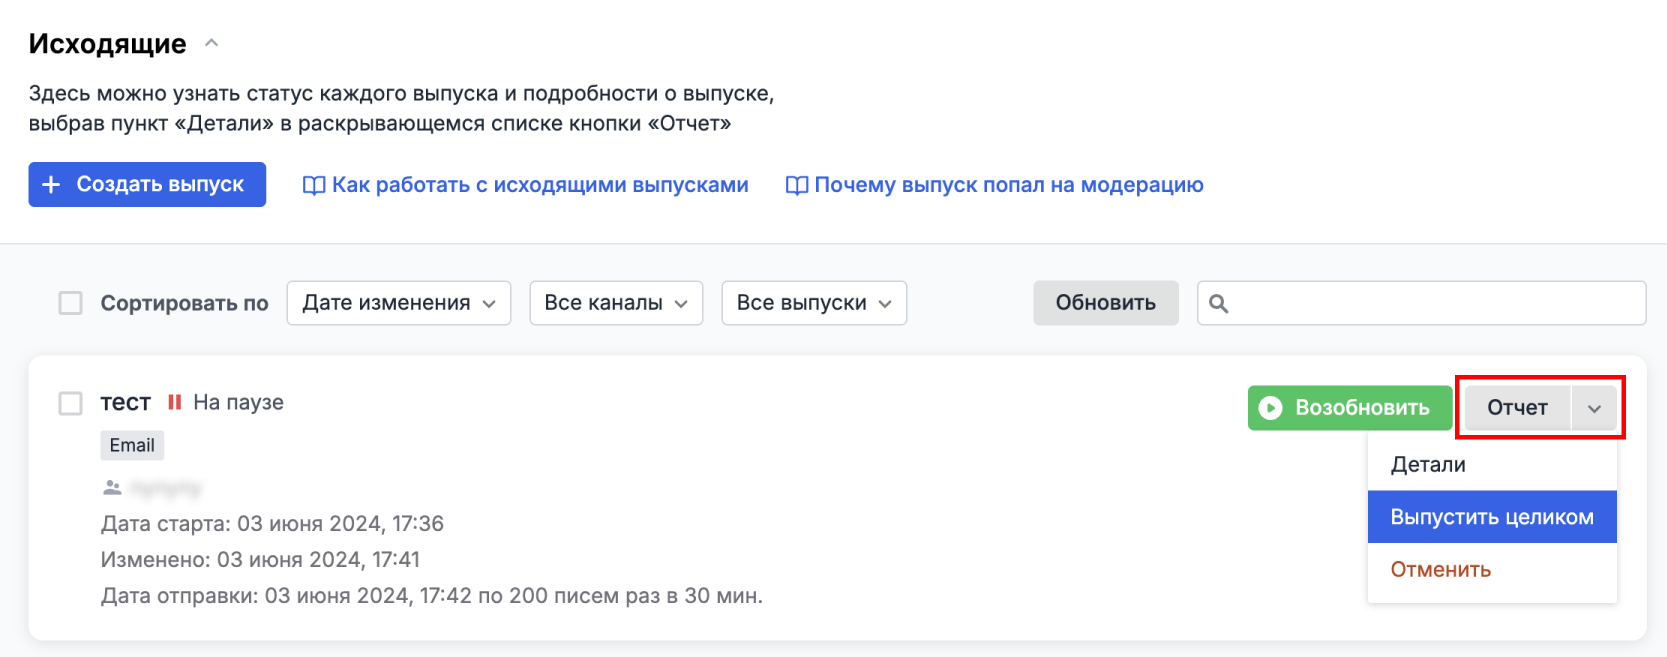 Исходящие
Здесь можно узнать статус каждого выпуска и подробности о выпуске,
выбрав пункт «Детали» в раскрывающемся списке кнопки «Отчет»
+ Создать выпуск
Как работать с исходящими выпусками
Почему выпуск попал на модерацию
Сортировать по
Дате изменения
Все каналы
Все выпуски
Обновить
тест
На паузе
Возобновить
Отчет
Email
Детали
Выпустить целиком
Отменить
Дата старта: 03 июня 2024, 17:36
Изменено: 03 июня 2024, 17:41
Дата отправки: 03 июня 2024, 17:42 по 200 писем раз в 30 мин.